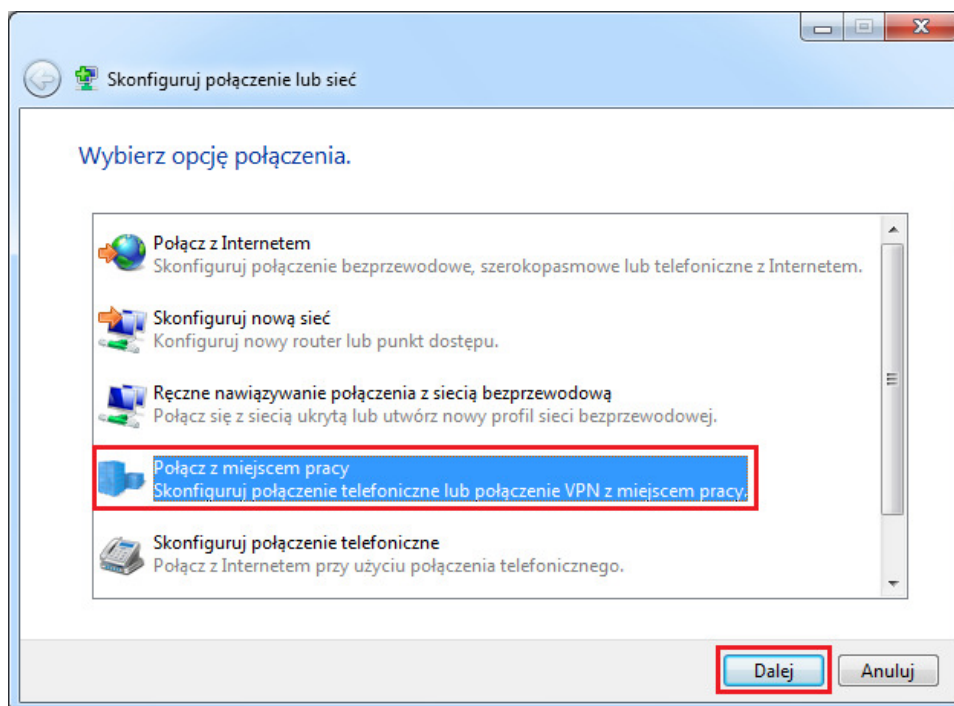 Skonfiguruj połączenie lub sieć
Wybierz opcję połączenia.
Połącz z Internetem
Skonfiguruj połączenie bezprzewodowe, szerokopasmowe lub telefoniczne z Internetem.
Skonfiguruj nową sieć
Konfiguruj nowy router lub punkt dostępu.
Ręczne nawiązywanie połączenia z siecią bezprzewodową
Połącz się z siecią ukrytą lub utwórz nowy profil sieci bezprzewodowej.
Połącz z miejscem pracy
Skonfiguruj połączenie telefoniczne lub połączenie VPN z miejscem pracy.
Skonfiguruj połączenie telefoniczne
Połącz z Internetem przy użyciu połączenia telefonicznego.
Dalej
Anuluj